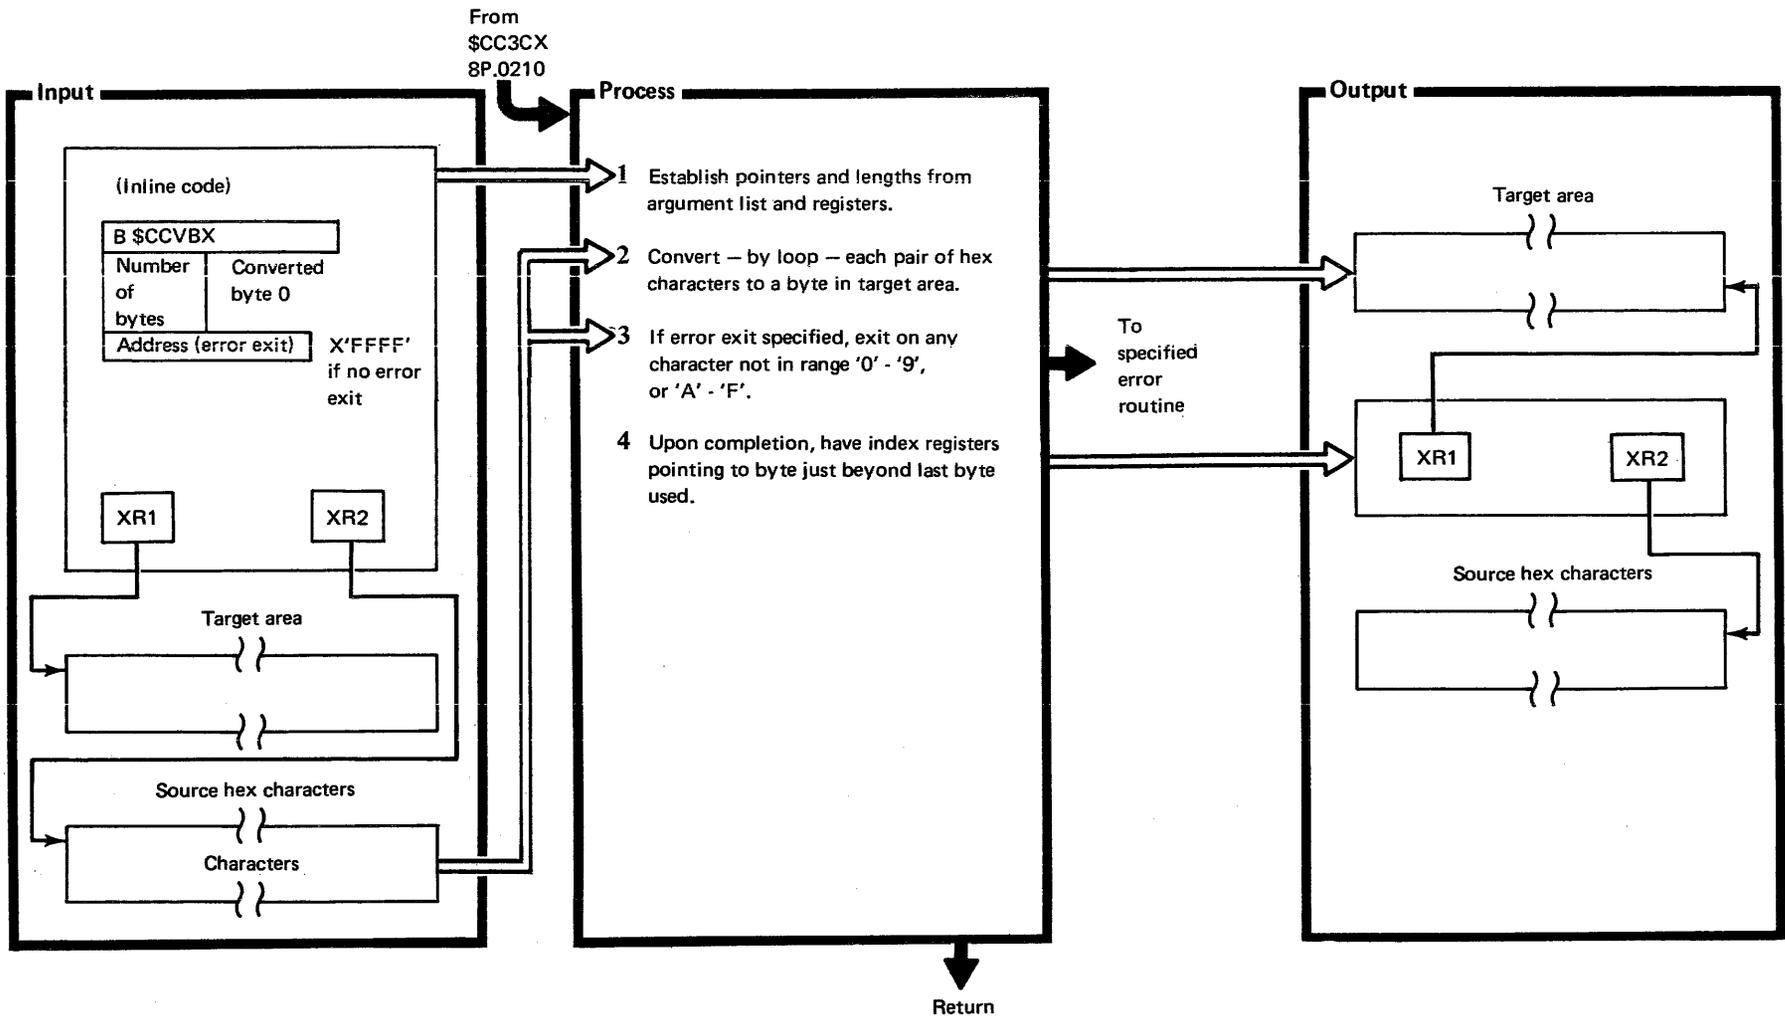 From
$CC3CX
8P.0210
Input
(Inline code)
B $CCVBX
Number
of
bytes
Converted
byte 0
Address (error exit)
X'FFFF'
if no error
exit
XR1
XR2
Target area
Source hex characters
Characters
Process
1 Establish pointers and lengths from
argument list and registers.
2 Convert — by loop — each pair of hex
characters to a byte in target area.
3 If error exit specified, exit on any
character not in range '0' - '9',
or 'A' - 'F'.
4 Upon completion, have index registers
pointing to byte just beyond last byte
used.
To
specified
error
routine
Return
Output
Target area
XR1
XR2
Source hex characters